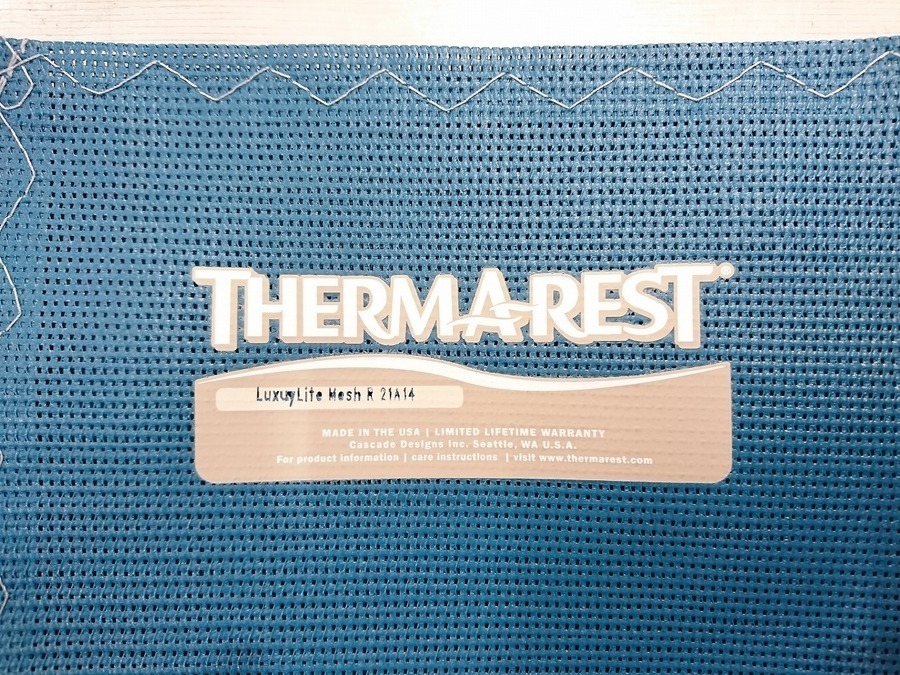 THERMAREST®
LuxuryLite Mesh R 21A14
MADE IN THE USA | LIMITED LIFETIME WARRANTY
Cascade Designs Inc. Seattle, WA U.S.A.
For product information | care instructions | visit www.thermarest.com